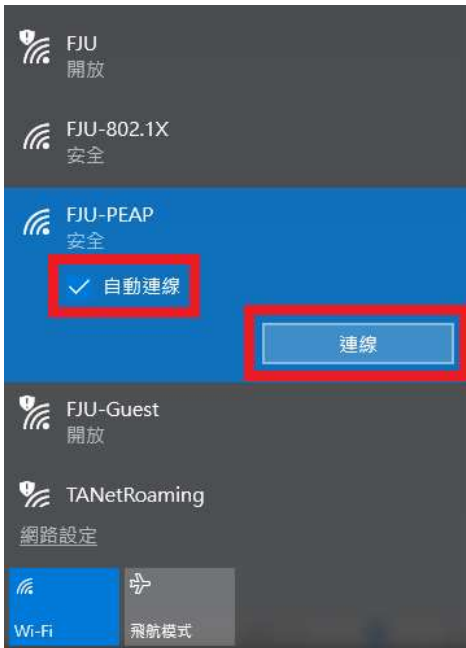 FJU
開放
FJU-802.1X
安全
FJU-PEAP
安全
自動連線
連線
FJU-Guest
開放
TANetRoaming
網路設定
Wi-Fi
飛航模式